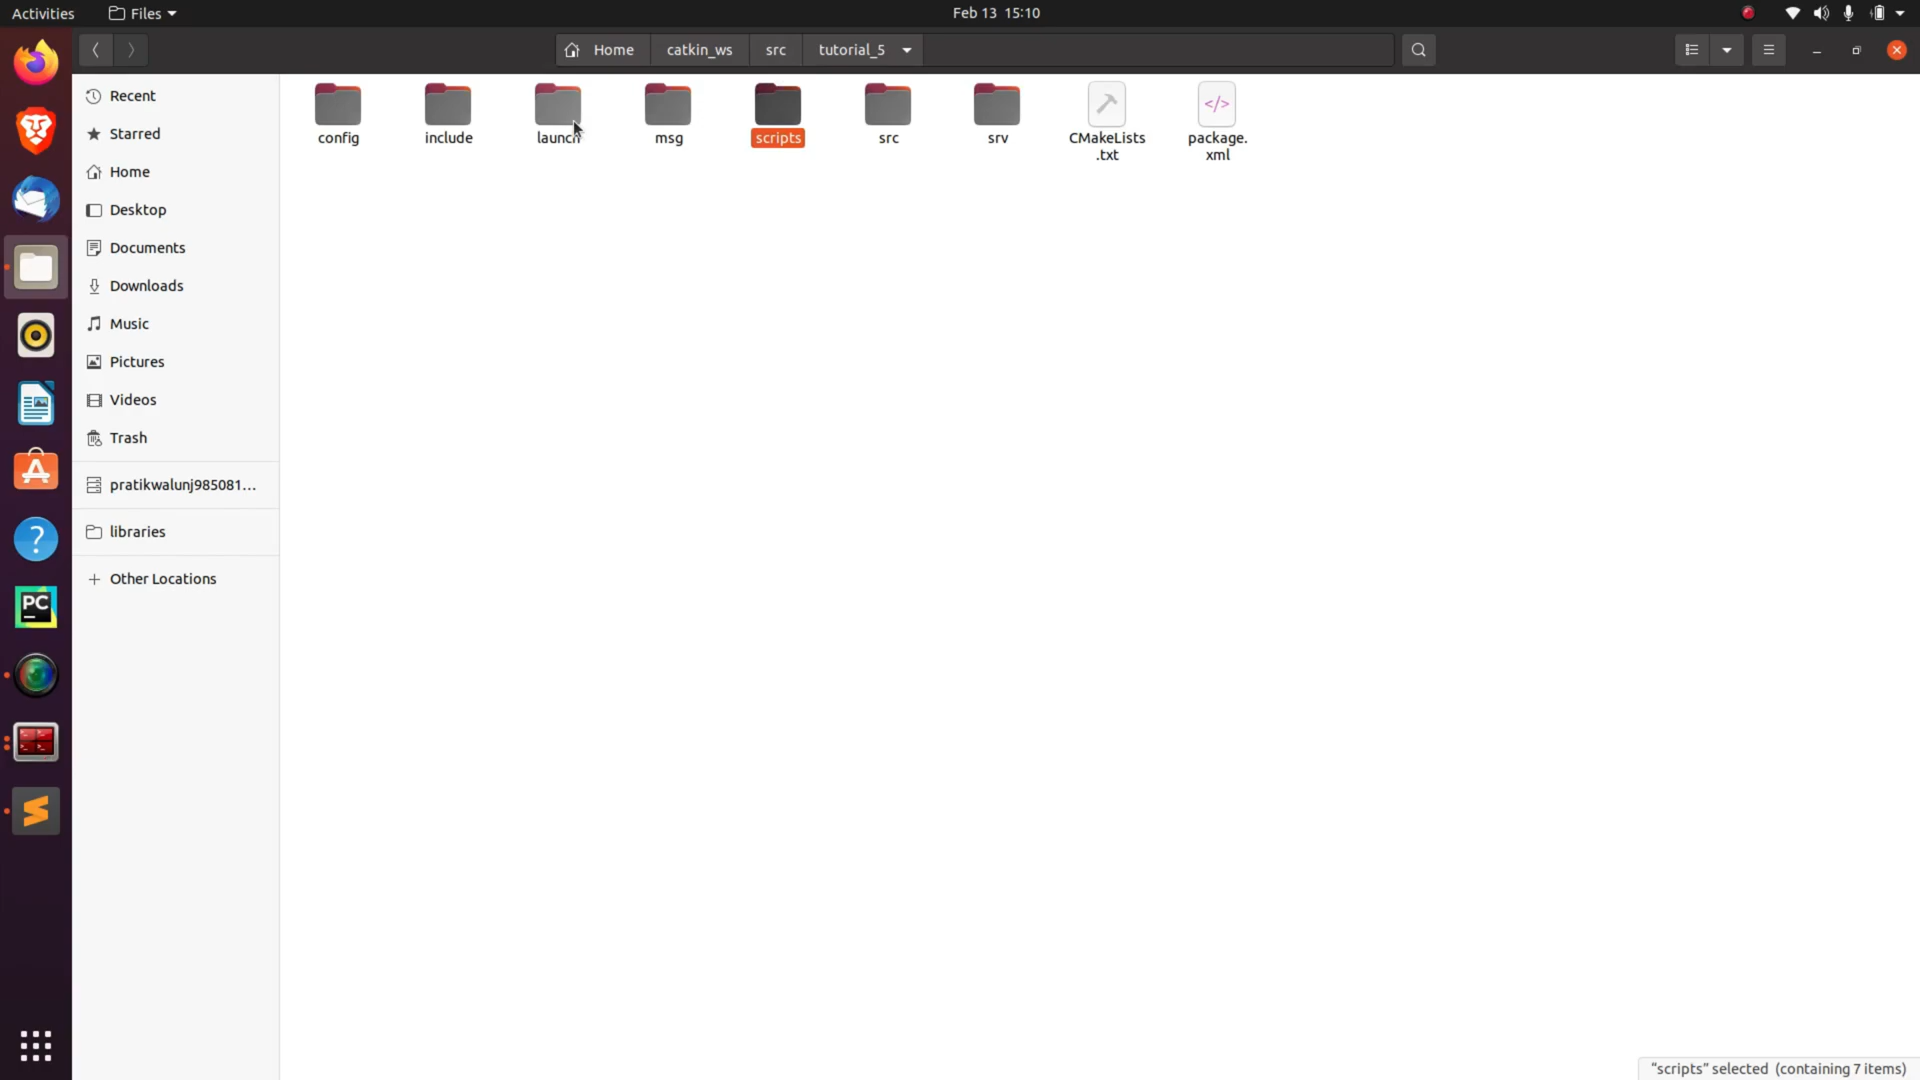 Activities Files Feb 13 15:10
Home catkin_ws src tutorial_5
Recent
Starred
Home
Desktop
Documents
Downloads
Music
Pictures
Videos
Trash
pratikwalunj985081...
libraries
Other Locations
config include launch msg scripts src srv CMakeLists package.
.txt xml
</>
?
PC
"scripts" selected (containing 7 items)